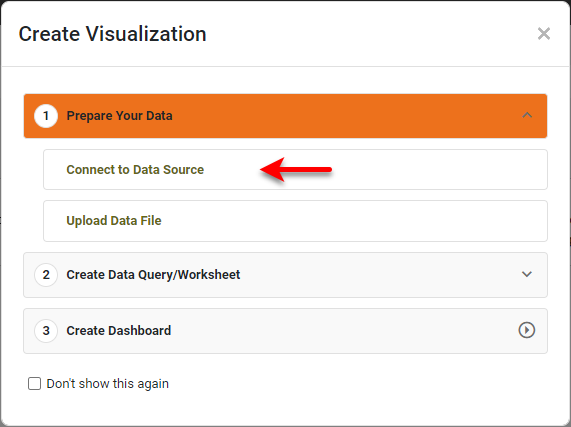 Create Visualization
1 Prepare Your Data
Connect to Data Source
Upload Data File
2 Create Data Query/Worksheet
3 Create Dashboard
Don't show this again